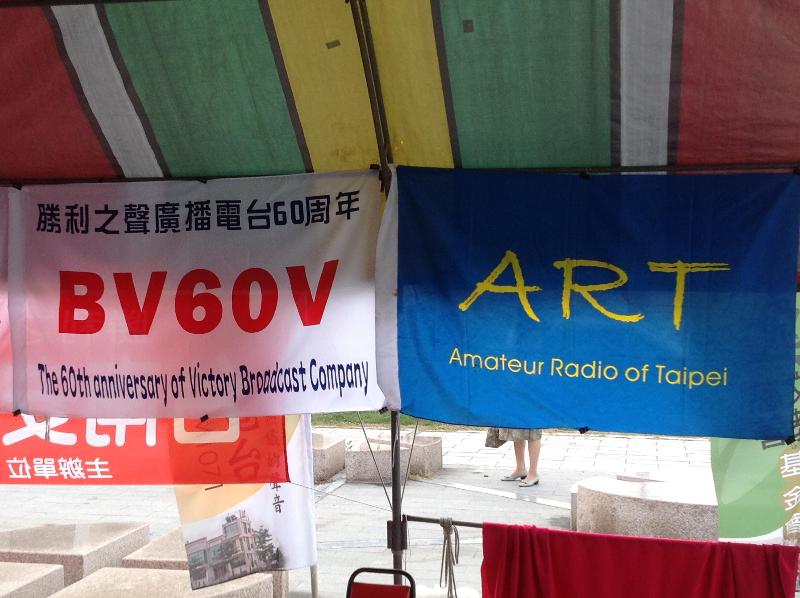 勝利之聲廣播電台60周年
BV60V
The 60th anniversary of Victory Broadcast Company
ART
Amateur Radio of Taipei
主辦單位